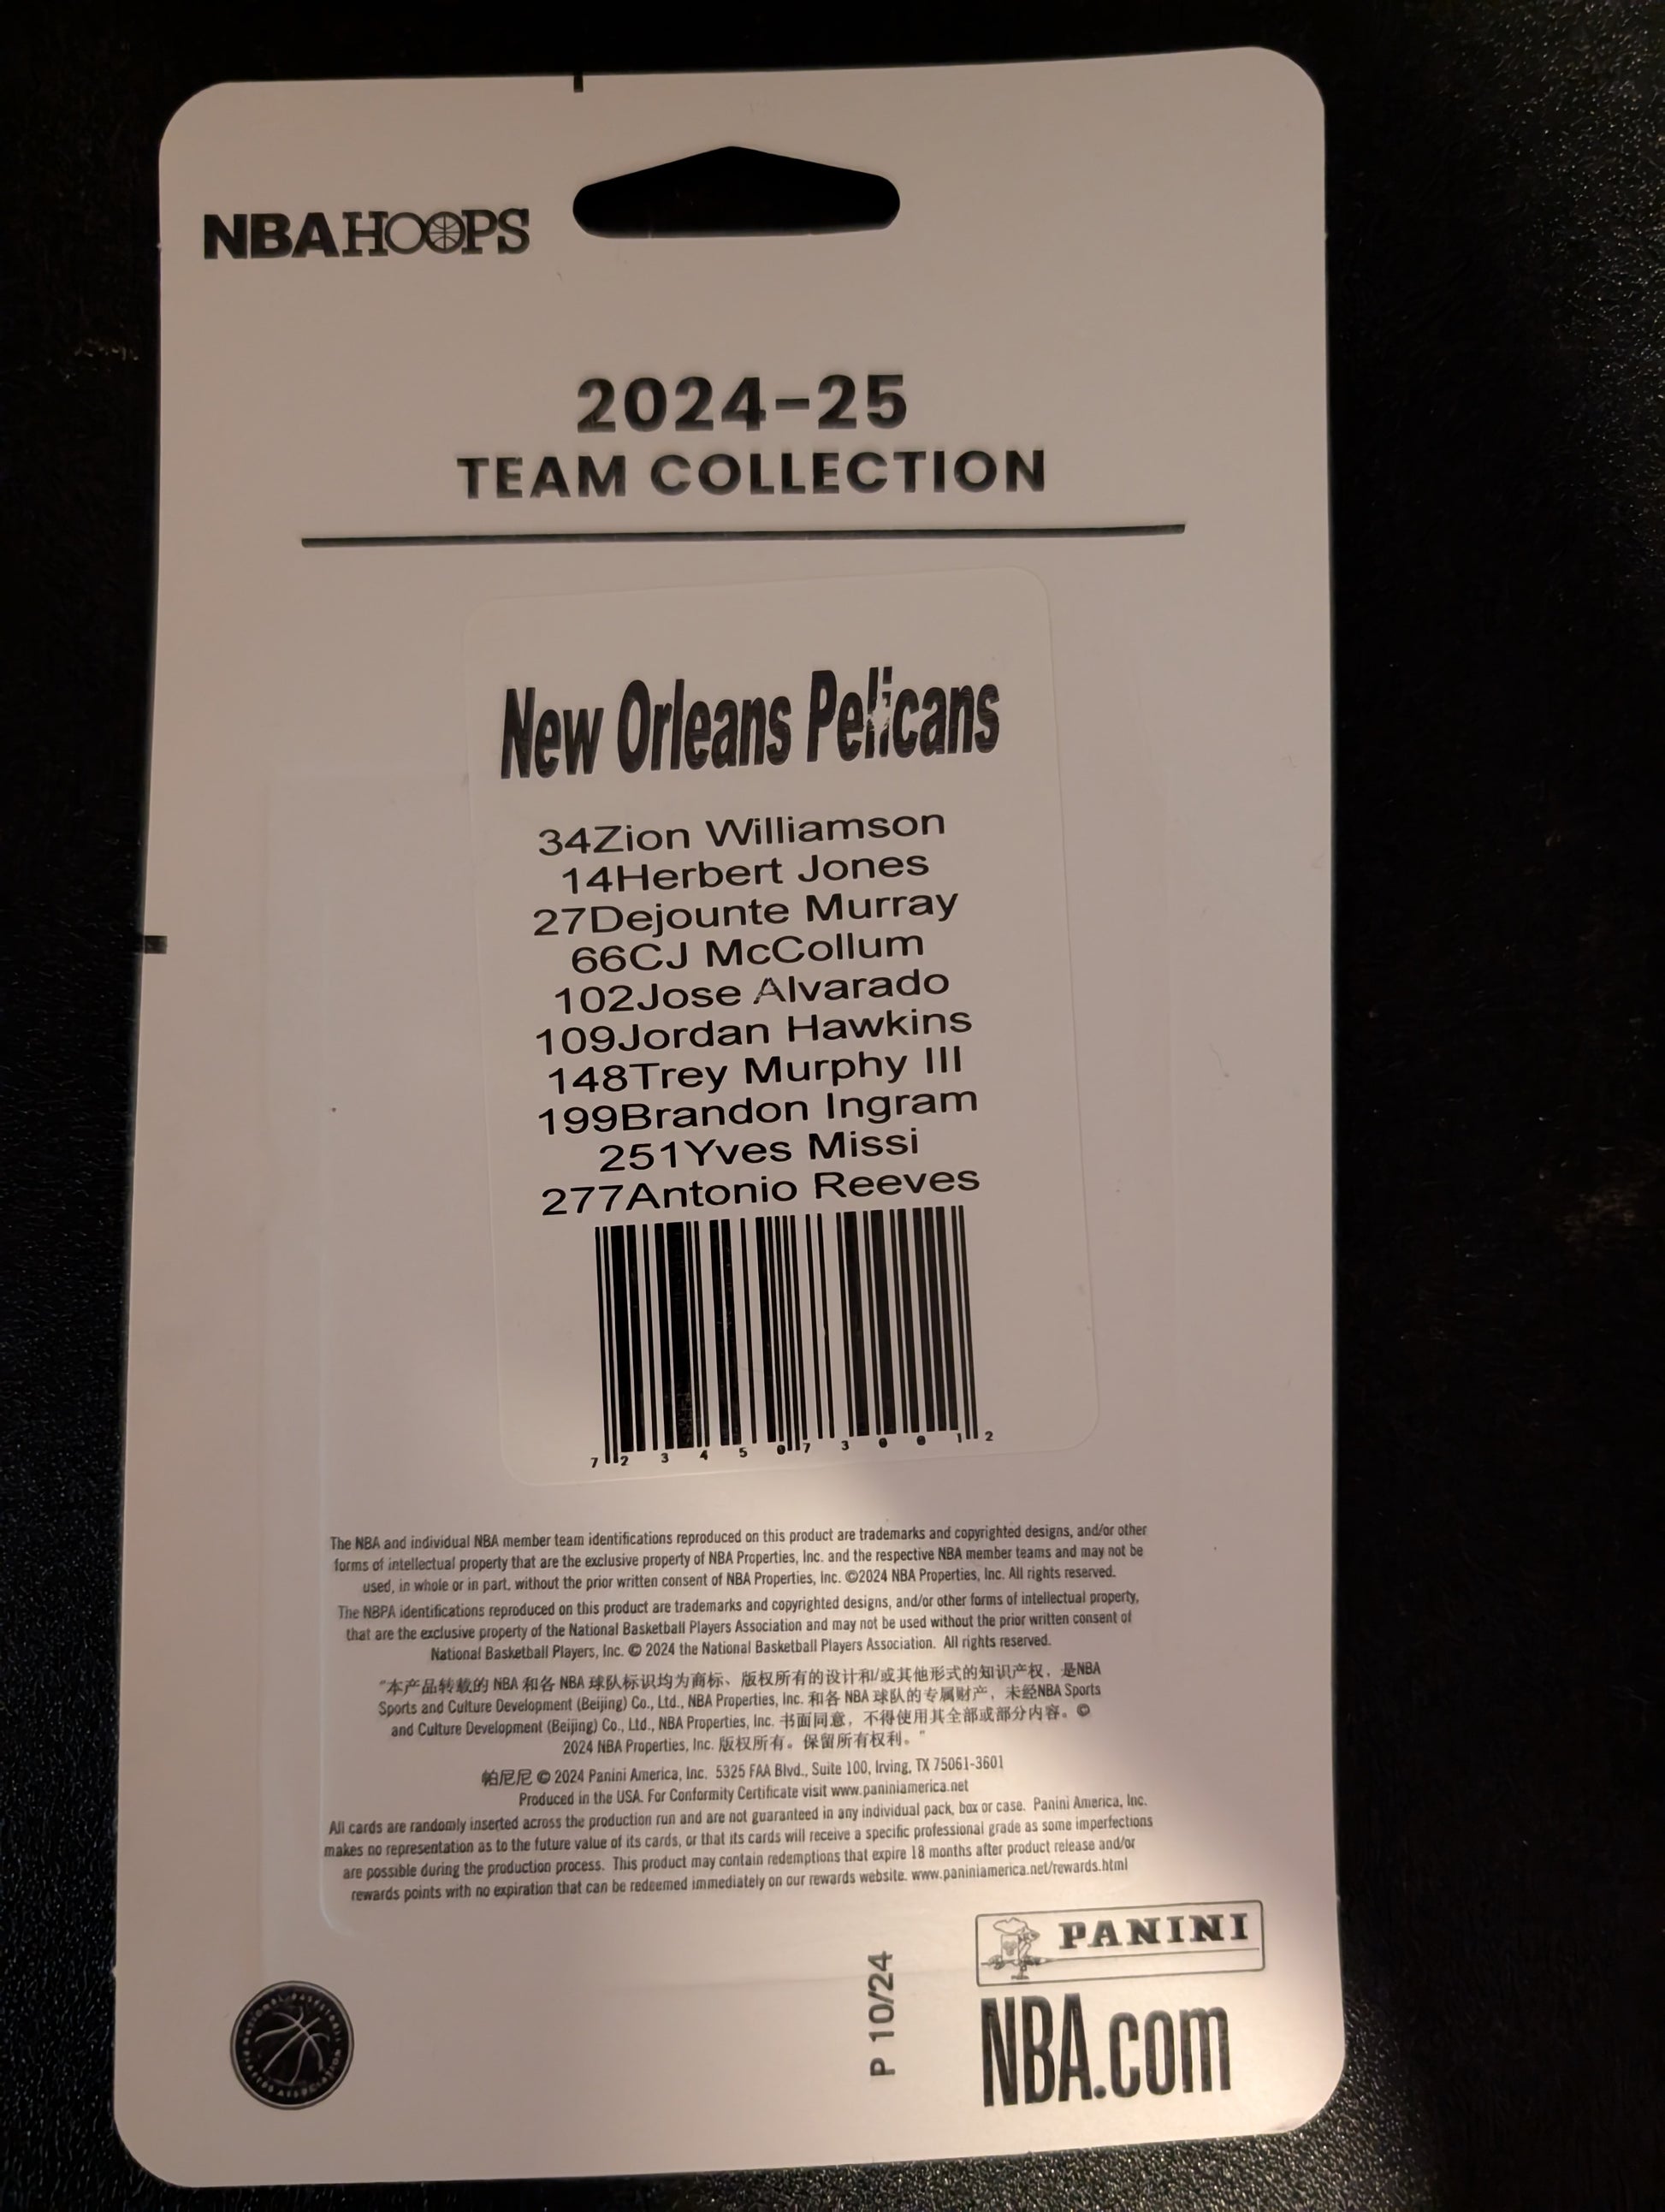 NBAHOOPS
2024-25
TEAM COLLECTION
New Orleans Pelicans
34Zion Williamson
14Herbert Jones
27Dejounte Murray
66CJ McCollum
102Jose Alvarado
109Jordan Hawkins
148Trey Murphy III
199Brandon Ingram
251Yves Missi
277Antonio Reeves
7 2 3 4 5 0 7 3 0 0 1 2
The NBA and individual NBA member team identifications reproduced on this product are trademarks and copyrighted designs, and/or other
forms of intellectual property that are the exclusive property of NBA Properties, Inc. and the respective NBA member teams and may not be
used, in whole or in part, without the prior written consent of NBA Properties, Inc. ©2024 NBA Properties, Inc. All rights reserved.
The NBPA identifications reproduced on this product are trademarks and copyrighted designs, and/or other forms of intellectual property,
that are the exclusive property of the National Basketball Players Association and may not be used without the prior written consent of
National Basketball Players, Inc. © 2024 the National Basketball Players Association. All rights reserved.
"本产品转载的 NBA 和各 NBA 球队标识均为商标、版权所有的设计和/或其他形式的知识产权，是NBA
Sports and Culture Development (Beijing) Co., Ltd., NBA Properties, Inc. 和各 NBA 球队的专属财产，未经NBA Sports
and Culture Development (Beijing) Co., Ltd., NBA Properties, Inc. 书面同意，不得使用其全部或部分内容。©
2024 NBA Properties, Inc. 版权所有。保留所有权利。"
帕尼尼 © 2024 Panini America, Inc. 5325 FAA Blvd., Suite 100, Irving, TX 75061-3601
Produced in the USA. For Conformity Certificate visit www.paniniamerica.net
All cards are randomly inserted across the production run and are not guaranteed in any individual pack, box or case. Panini America, Inc.
makes no representation as to the future value of its cards, or that its cards will receive a specific professional grade as some imperfections
are possible during the production process. This product may contain redemptions that expire 18 months after product release and/or
rewards points with no expiration that can be redeemed immediately on our rewards website. www.paniniamerica.net/rewards.html
NATIONAL BASKETBALL PLAYERS ASSOCIATION
P 10/24
PANINI
NBA.com